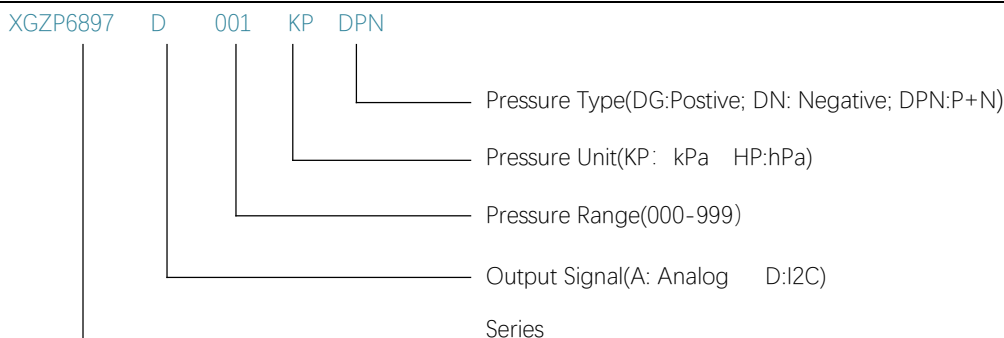 XGZP6897 D 001 KP DPN
Pressure Type(DG:Postive; DN: Negative; DPN:P+N)
Pressure Unit(KP： kPa HP:hPa)
Pressure Range(000-999）
Output Signal(A: Analog D:I2C)
Series